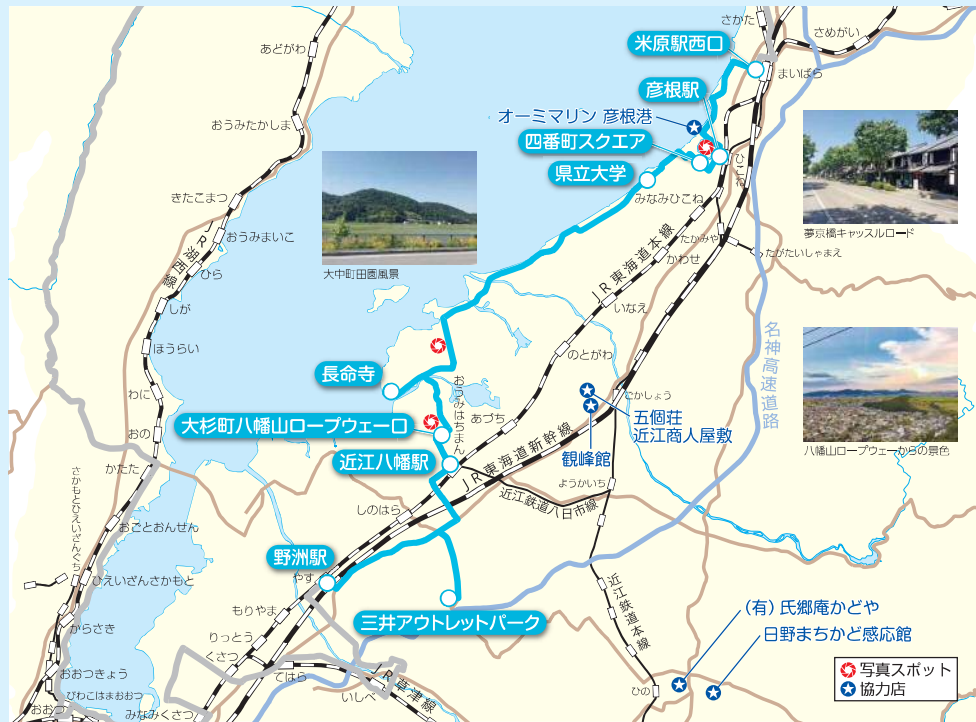 さかた
さめがい
米原駅西口
まいばら
彦根駅
オーミマリン 彦根港
四番町スクエア
県立大学
ひこね
みなみひこね
たかみや
たがたいしゃまえ
かわせ
JR東海道本線
いなえ
夢京橋キャッスルロード
あどがわ
おうみたかしま
きたこまつ
おうみまいこ
JR湖西線
ひら
しが
ほうらい
わに
おの
かたた
大中町田園風景
のとがわ
名神高速道路
長命寺
おうみはちまん
あづち
ごかしょう
五個荘
近江商人屋敷
観峰館
大杉町八幡山ロープウェー口
近江八幡駅
JR東海道新幹線
八幡山ロープウェーからの景色
ようかいち
近江鉄道八日市線
しのはら
さかもとひえいざんぐち
おごとおんせん
野洲駅
やす
ひえいざんさかもと
三井アウトレットパーク
近江鉄道本線
もりやま
からさき
りっとう
くさつ
(有) 氏郷庵かどや
日野まちかど感応館
おおつきょう
てはら
JR草津線
びわこはまおおつ
いしべ
ひの
おおつ
みなみくさつ
写真スポット
協力店